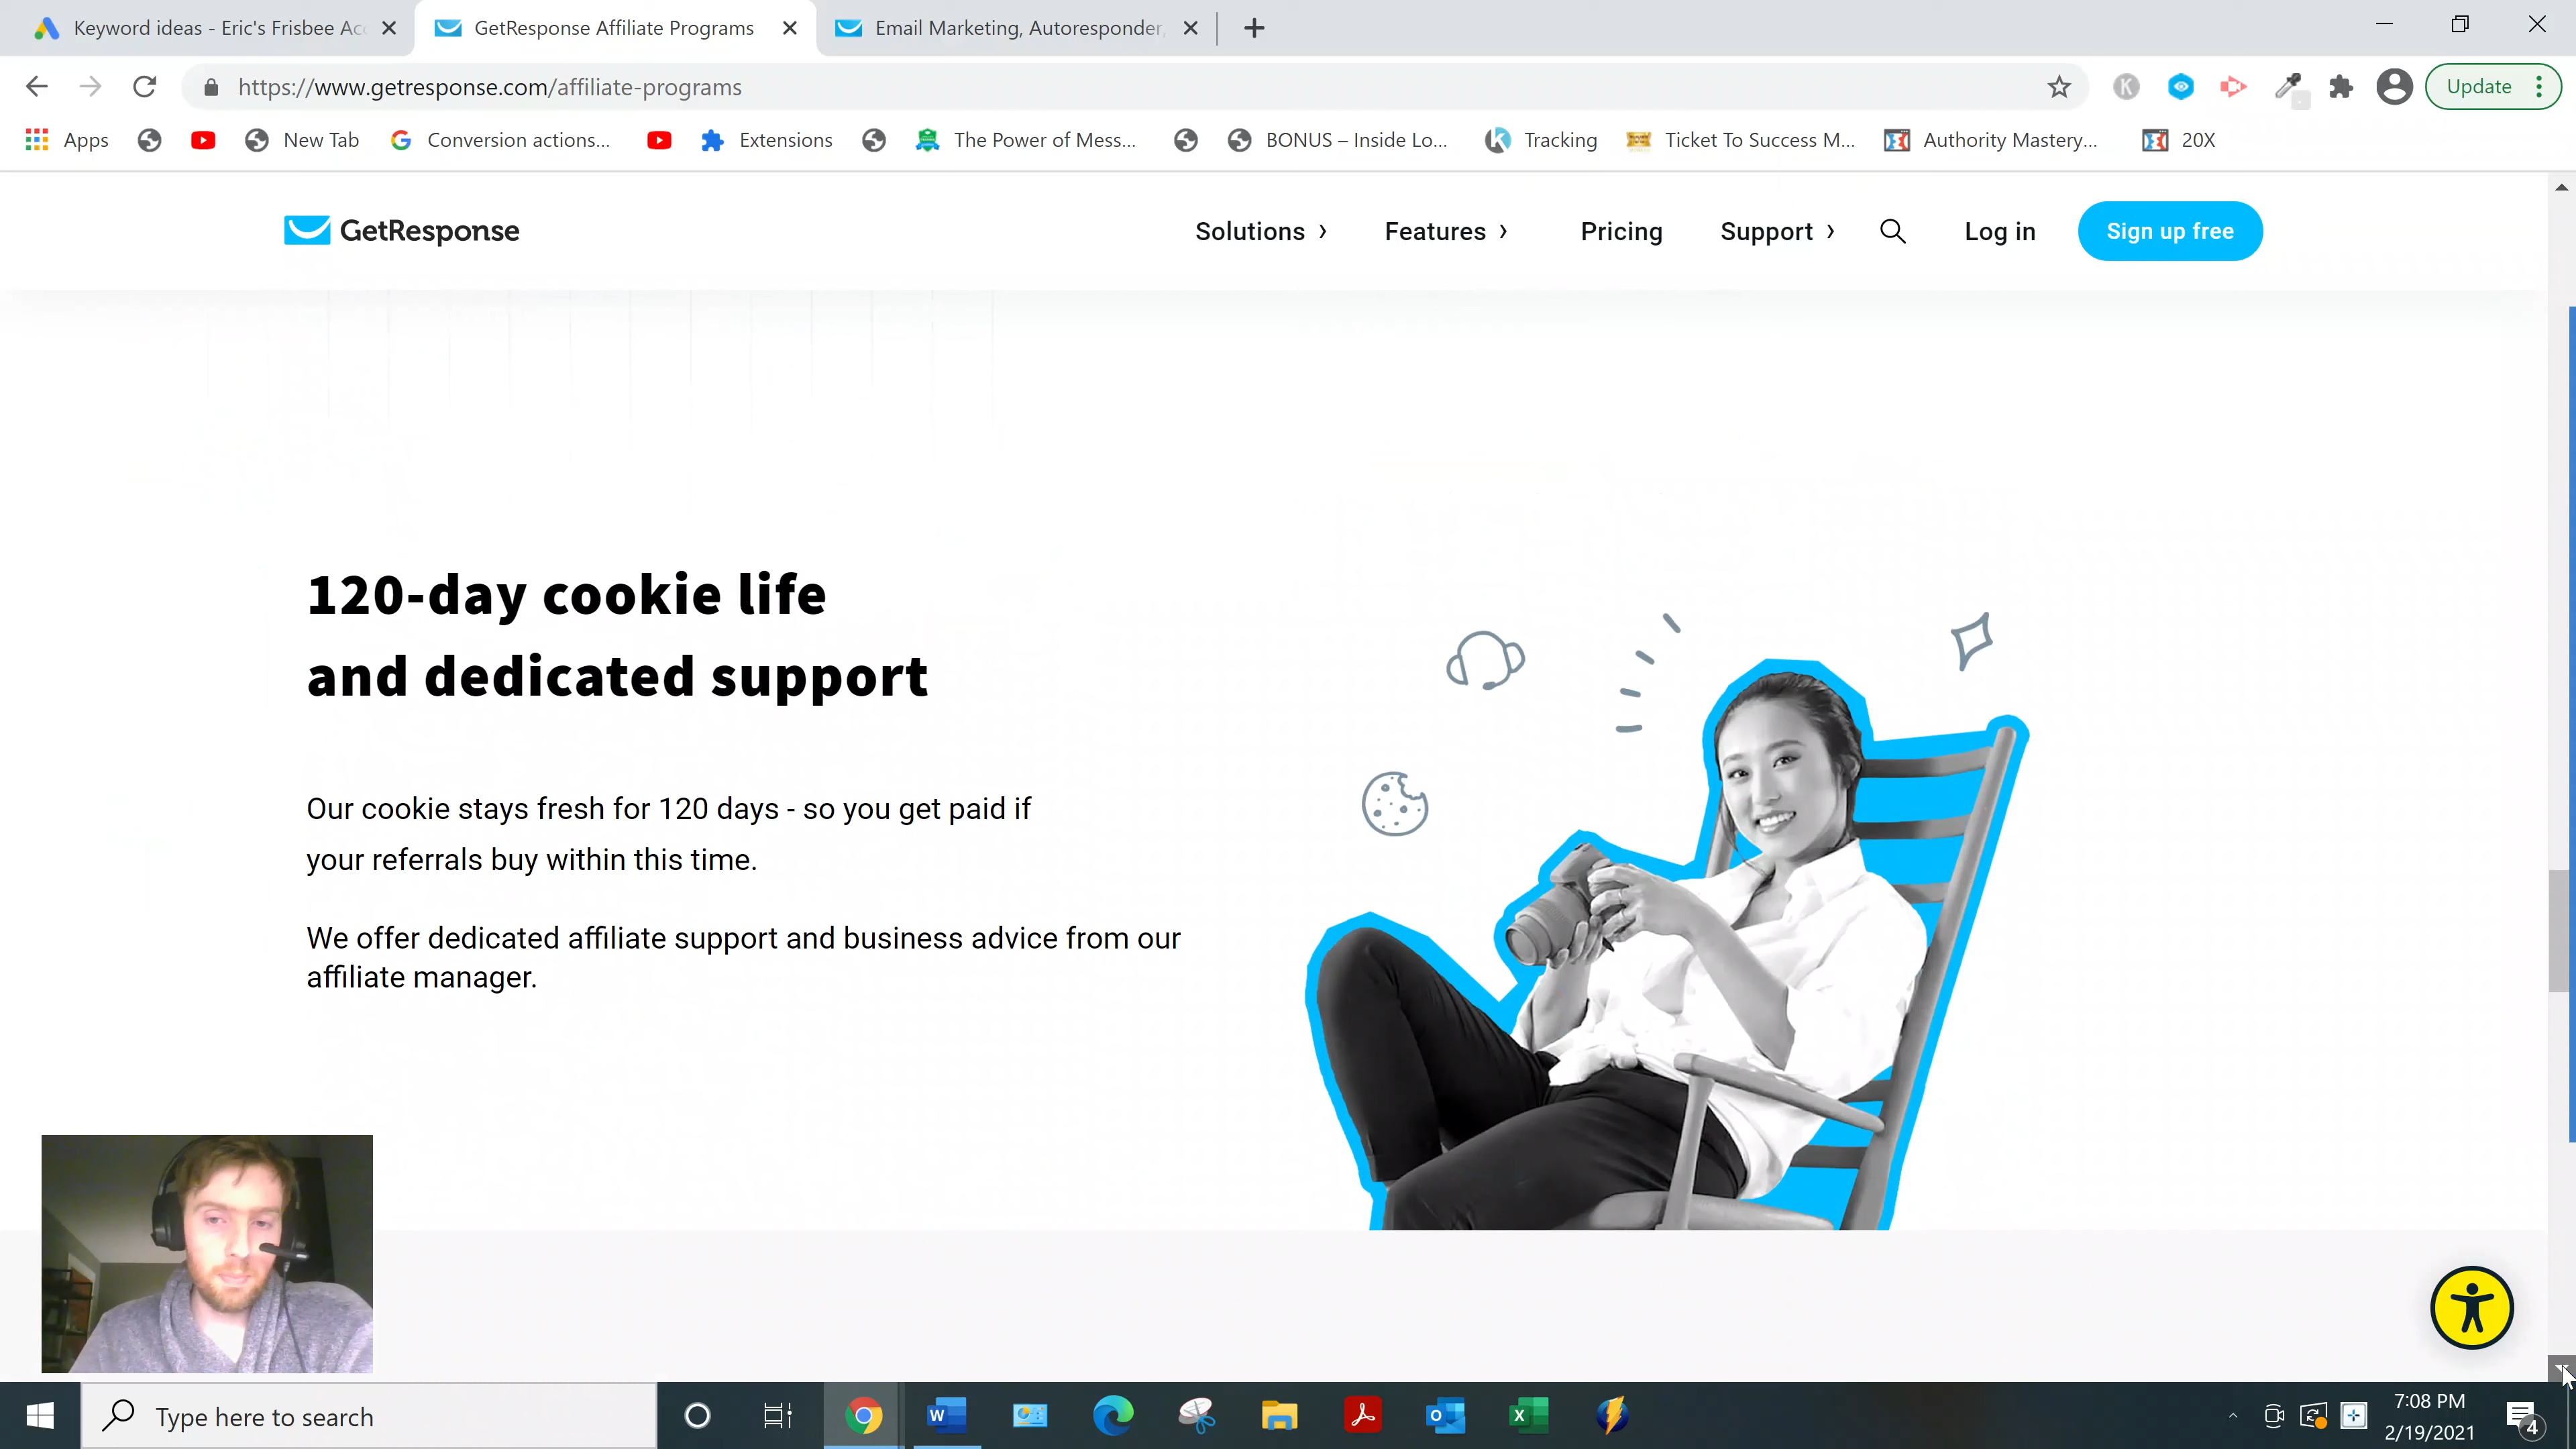 Keyword ideas - Eric's Frisbee Acc
GetResponse Affiliate Programs
Email Marketing, Autoresponder,
https://www.getresponse.com/affiliate-programs
K
Update
Apps
New Tab
Conversion actions...
Extensions
The Power of Mess...
BONUS – Inside Lo...
Tracking
Ticket To Success M...
Authority Mastery...
20X
GetResponse
Solutions
Features
Pricing
Support
Log in
Sign up free
120-day cookie life
and dedicated support
Our cookie stays fresh for 120 days - so you get paid if
your referrals buy within this time.
We offer dedicated affiliate support and business advice from our
affiliate manager.
Type here to search
7:08 PM
2/19/2021
4